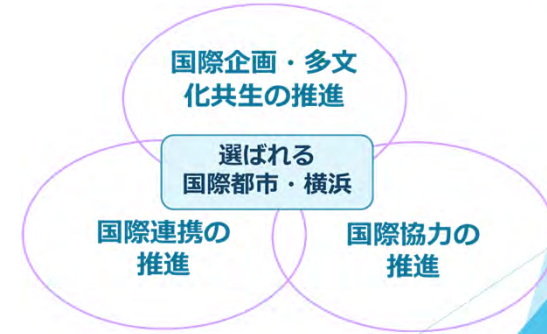 国際企画・多文
化共生の推進
選ばれる
国際都市・横浜
国際連携の
推進
国際協力の
推進